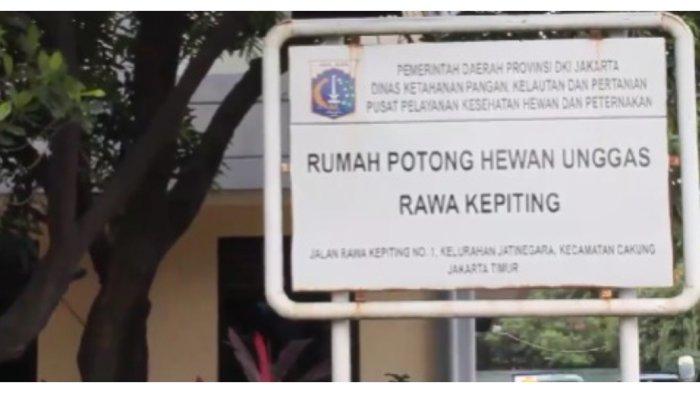 PEMERINTAH DAERAH PROVINSI DKI JAKARTA
DINAS KETAHANAN PANGAN, KELAUTAN DAN PERTANIAN
PUSAT PELAYANAN KESEHATAN HEWAN DAN PETERNAKAN
RUMAH POTONG HEWAN UNGGAS
RAWA KEPITING
JALAN RAWA KEPITING NO. 1, KELURAHAN JATINEGARA, KECAMATAN CAKUNG
JAKARTA TIMUR